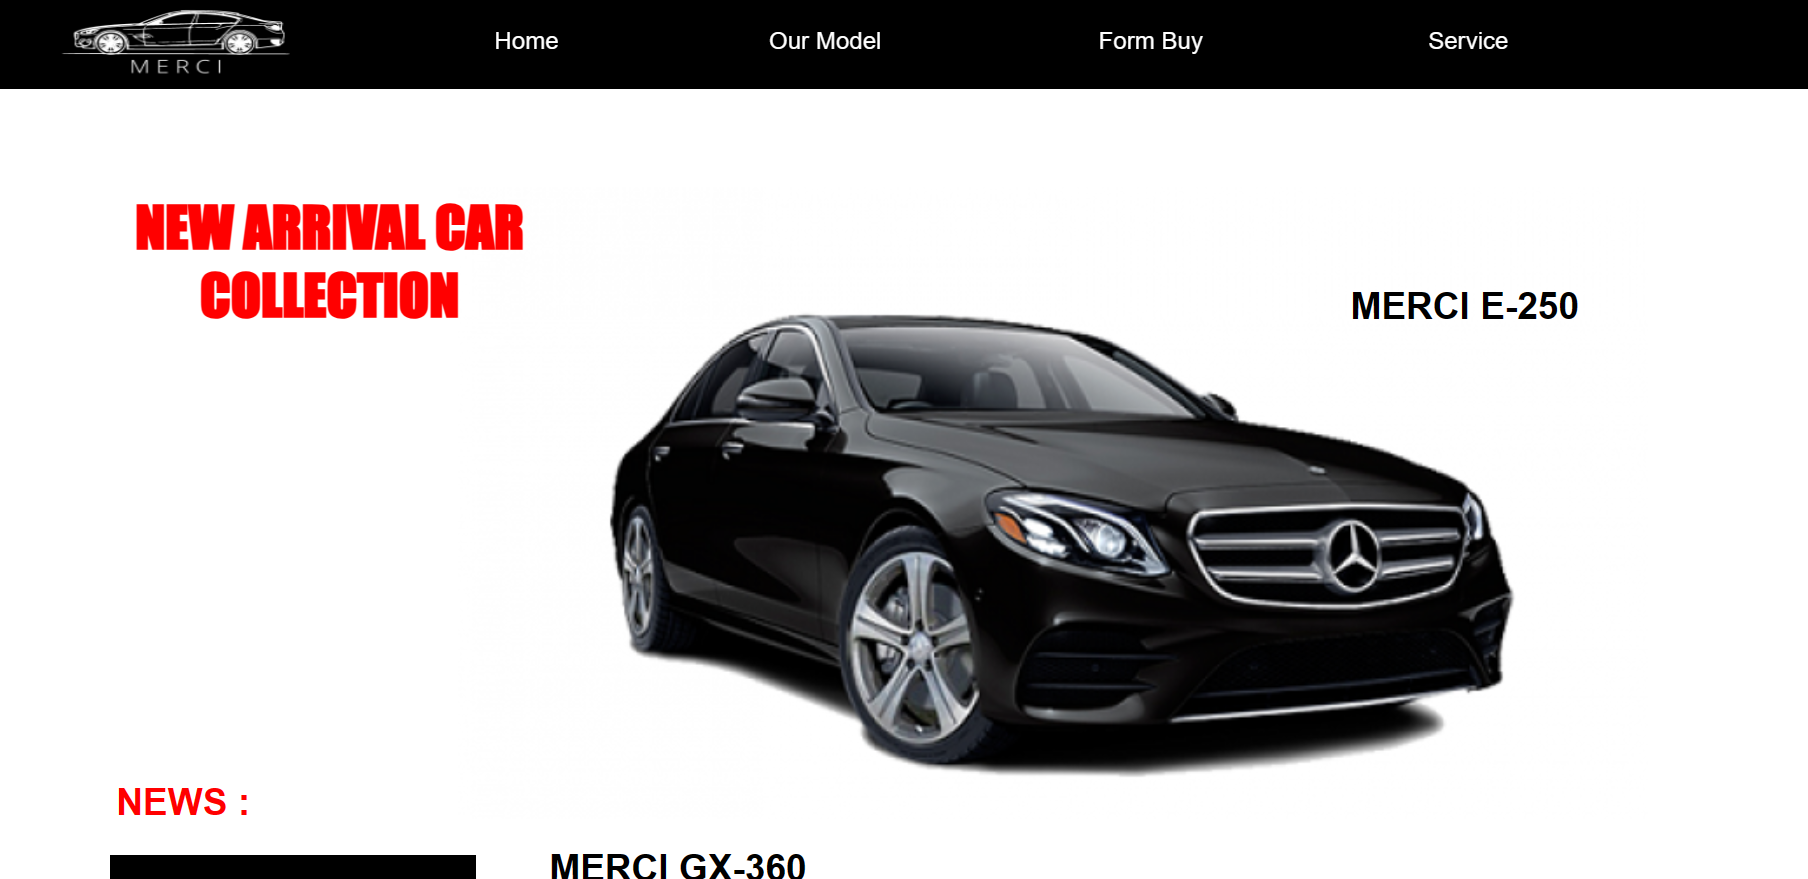 MERCI
Home
Our Model
Form Buy
Service
NEW ARRIVAL CAR
COLLECTION
MERCI E-250
NEWS :
MERCI GX-360